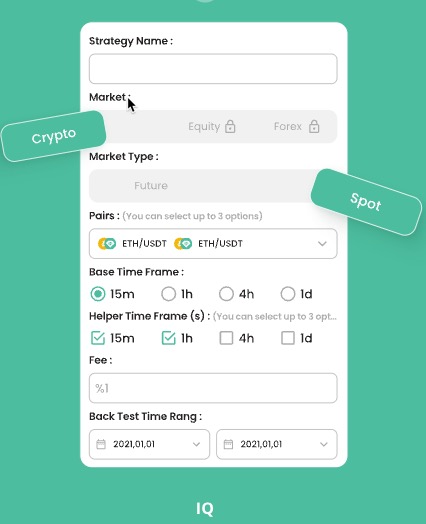 Strategy Name :
Market :
Crypto
Equity
Forex
Market Type :
Future
Spot
Pairs : (You can select up to 3 options)
ETH/USDT ETH/USDT
Base Time Frame :
15m 1h 4h 1d
Helper Time Frame (s) : (You can select up to 3 opt...
15m 1h 4h 1d
Fee :
%1
Back Test Time Rang :
2021,01,01 2021,01,01
IQ